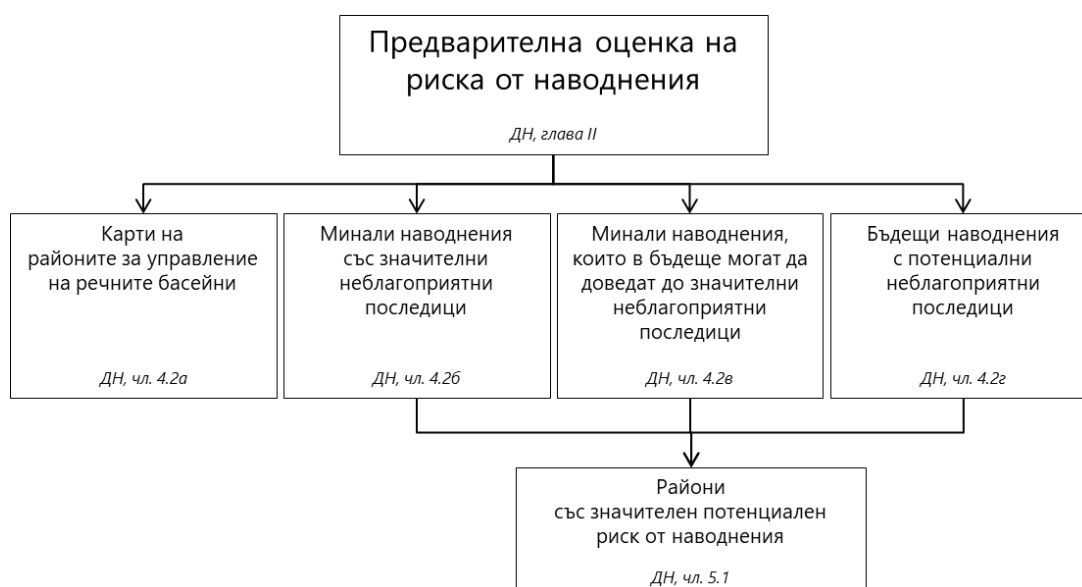 Предварителна оценка на
риска от наводнения
ДН, глава II
Карти на
районите за управление
на речните басейни
ДН, чл. 4.2а
Минали наводнения
със значителни
неблагоприятни
последици
ДН, чл. 4.2б
Минали наводнения,
които в бъдеще могат да
доведат до значителни
неблагоприятни
последици
ДН, чл. 4.2в
Бъдещи наводнения
с потенциални
неблагоприятни
последици
ДН, чл. 4.2г
Райони
със значителен потенциален
риск от наводнения
ДН, чл. 5.1